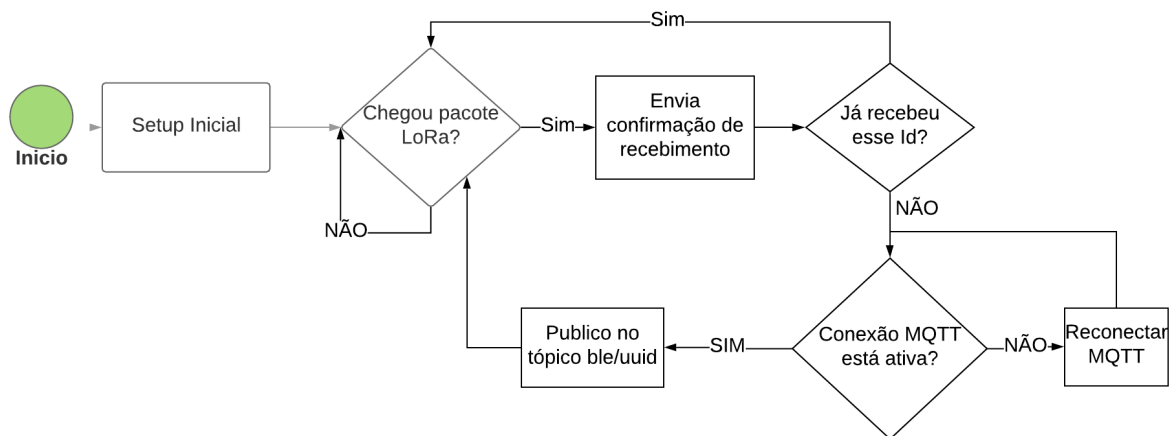 Sim
Inicio
Setup Inicial
Chegou pacote
LoRa?
Sim
Envia
confirmação de
recebimento
Já recebeu
esse Id?
NÃO
NÃO
Publico no
tópico ble/uuid
SIM
Conexão MQTT
está ativa?
NÃO
Reconectar
MQTT